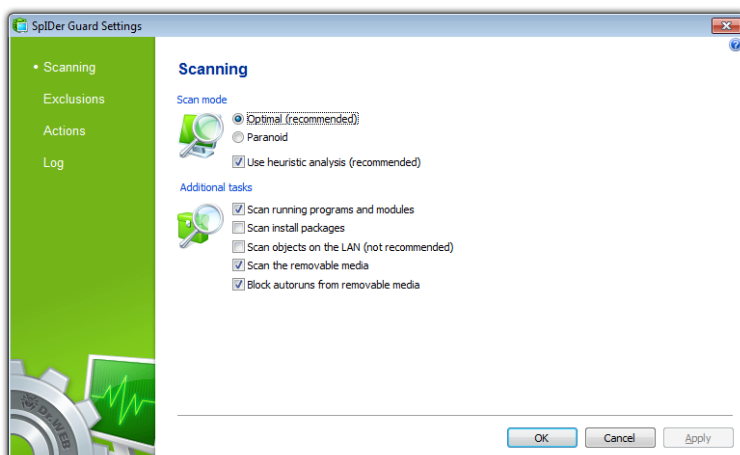 SpIDer Guard Settings
• Scanning
Exclusions
Actions
Log
Scanning
Scan mode
Optimal (recommended)
Paranoid
Use heuristic analysis (recommended)
Additional tasks
Scan running programs and modules
Scan install packages
Scan objects on the LAN (not recommended)
Scan the removable media
Block autoruns from removable media
Dr.WEB
OK
Cancel
Apply